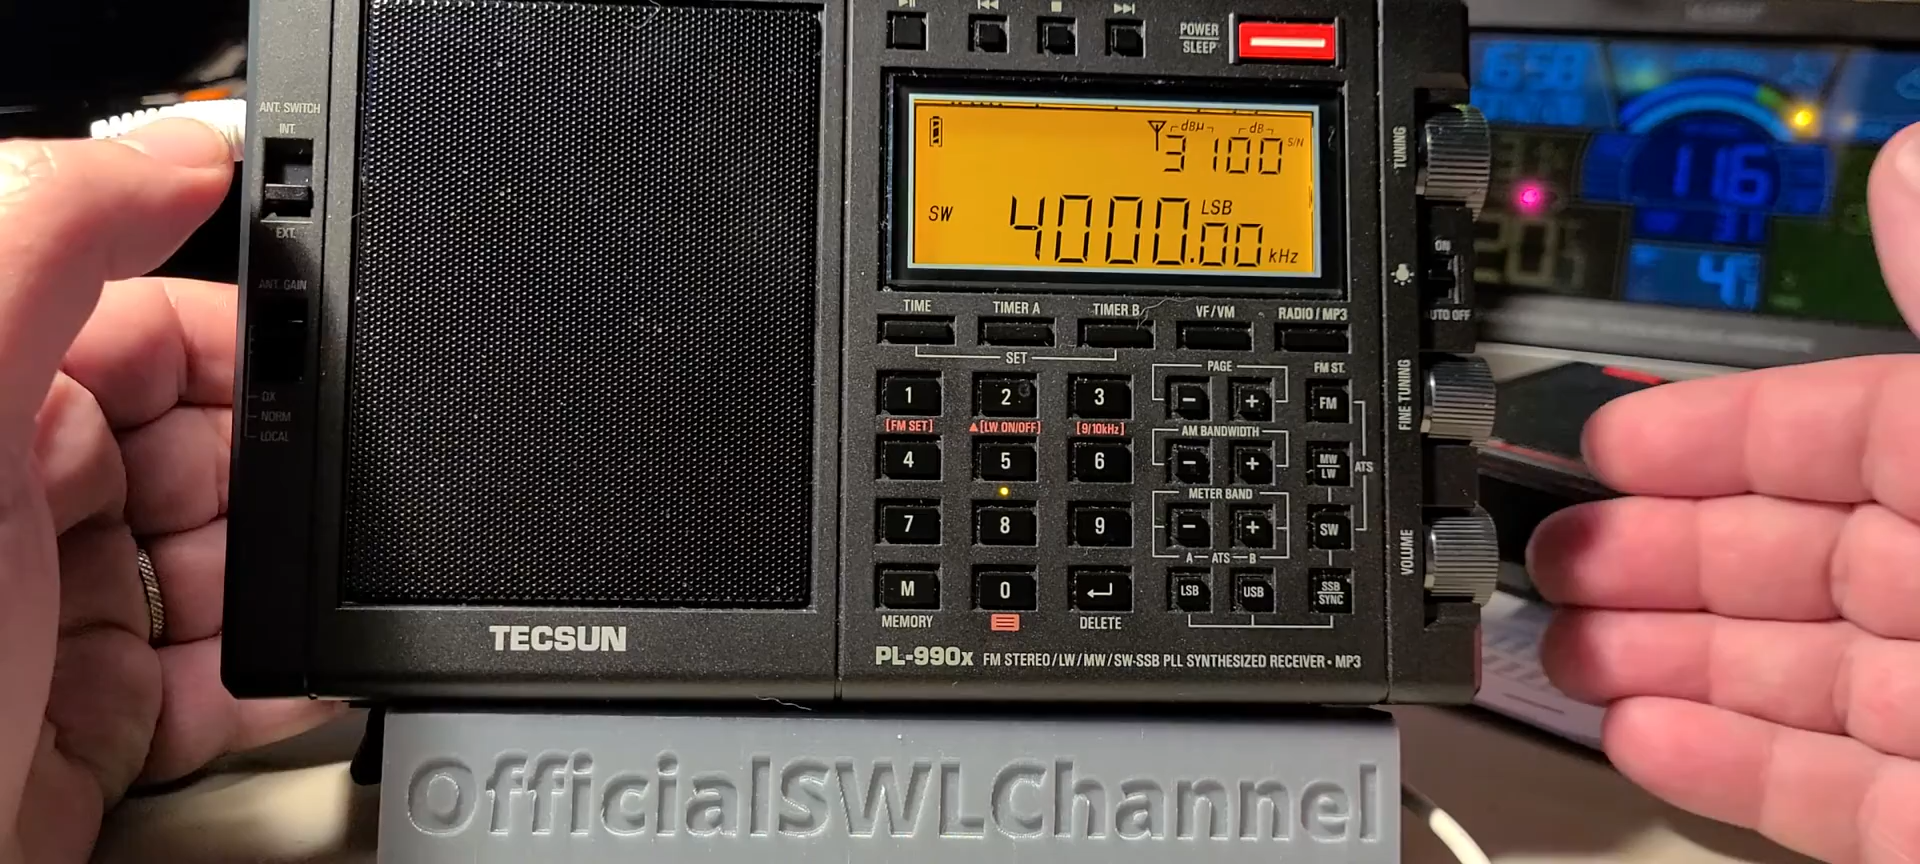 POWER
SLEEP
ANT. SWITCH
INT.
EXT.
ANT. GAIN
DX
NORM
LOCAL
dBµ dB
3100 S/N
SW 4000.00 LSB kHz
TUNING
ON
AUTO OFF
FINE TUNING
VOLUME
TIME TIMER A TIMER B VF/VM RADIO / MP3
SET
PAGE FM ST.
1 2 3 − + FM
[FM SET] ▲[LW ON/OFF] [9/10kHz] AM BANDWIDTH
4 5 6 − + MW
LW ATS
METER BAND
7 8 9 − + SW
A ATS B
M 0 LSB USB SSB
SYNC
MEMORY DELETE
TECSUN
PL-990x FM STEREO/LW/MW/SW-SSB PLL SYNTHESIZED RECEIVER • MP3
OfficialSWLChannel
658
116
20